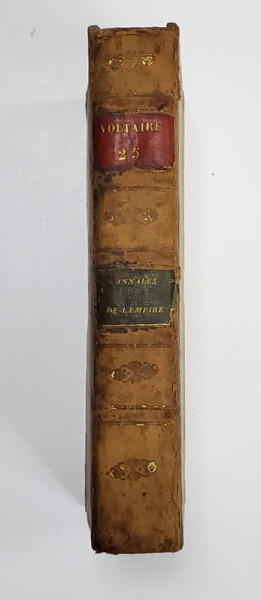 VOLTAIRE
25
ANNALES
DE L'EMPIRE